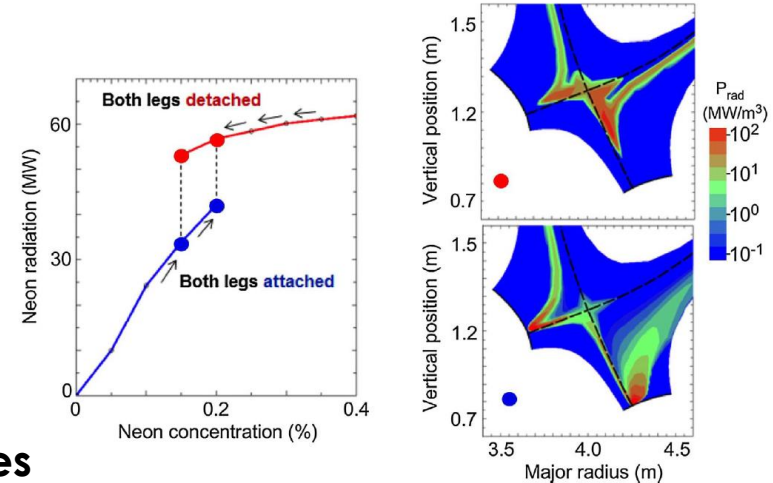 Both legs detached
Both legs attached
60
30
0
0
0.2
0.4
Neon radiation (MW)
Neon concentration (%)
es
1.5
1.2
0.7
Vertical position (m)
1.5
1.2
0.7
Vertical position (m)
3.5
4.0
4.5
Major radius (m)
Prad
(MW/m³)
10²
10¹
10⁰
10⁻¹